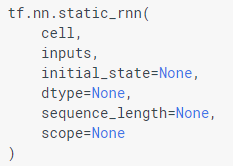 tf.nn.static_rnn(
    cell,
    inputs,
    initial_state=None,
    dtype=None,
    sequence_length=None,
    scope=None
)